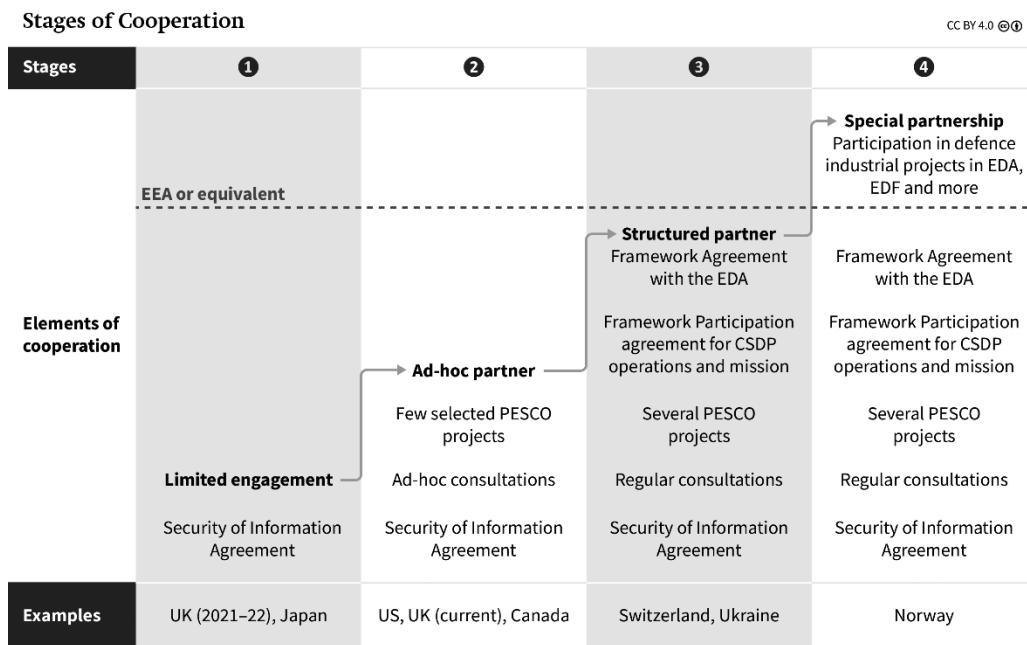 Stages of Cooperation
CC BY 4.0
Stages
1
2
3
4
Special partnership
Participation in defence
industrial projects in EDA,
EDF and more
EEA or equivalent
Structured partner
Framework Agreement
with the EDA
Framework Agreement
with the EDA
Elements of
cooperation
Framework Participation
agreement for CSDP
operations and mission
Framework Participation
agreement for CSDP
operations and mission
Ad-hoc partner
Few selected PESCO
projects
Several PESCO
projects
Several PESCO
projects
Limited engagement
Ad-hoc consultations
Regular consultations
Regular consultations
Security of Information
Agreement
Security of Information
Agreement
Security of Information
Agreement
Security of Information
Agreement
Examples
UK (2021–22), Japan
US, UK (current), Canada
Switzerland, Ukraine
Norway